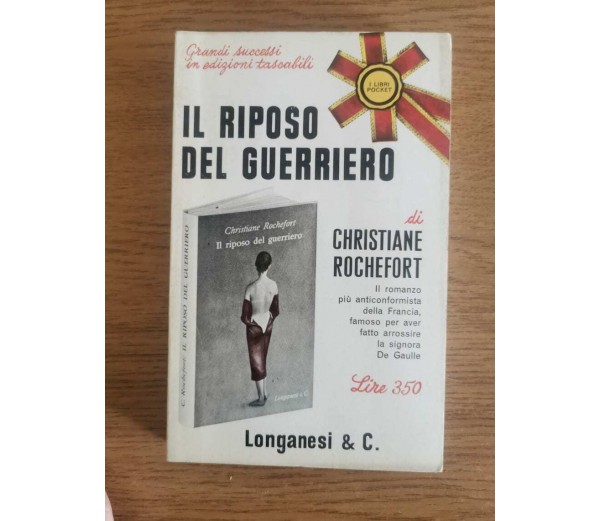 Grandi successi
in edizioni tascabili
I LIBRI
POCKET
IL RIPOSO
DEL GUERRIERO
di
CHRISTIANE
ROCHEFORT
Il romanzo
più anticonformista
della Francia,
famoso per aver
fatto arrossire
la signora
De Gaulle
Lire 350
C. Rochefort IL RIPOSO DEL GUERRIERO
Christiane Rochefort
Il riposo del guerriero
Longanesi & C.
Longanesi & C.